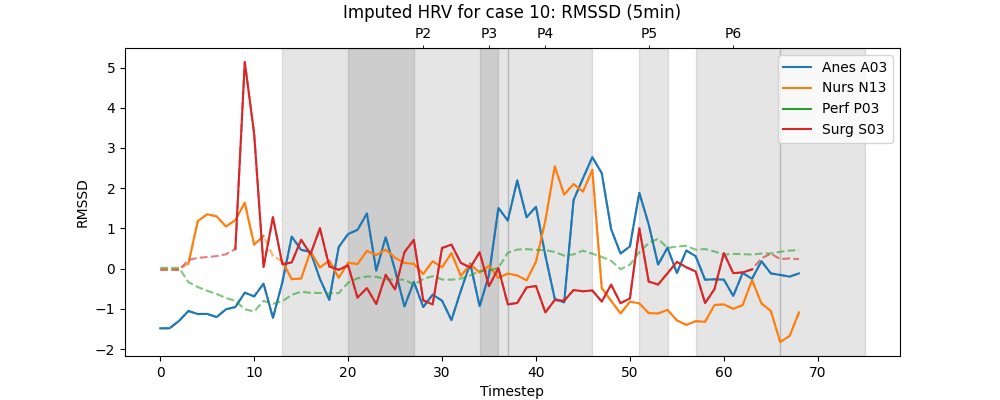 Imputed HRV for case 10: RMSSD (5min)
P2 P3 P4 P5 P6
Anes A03
Nurs N13
Perf P03
Surg S03
RMSSD
5
4
3
2
1
0
−1
−2
0 10 20 30 40 50 60 70
Timestep